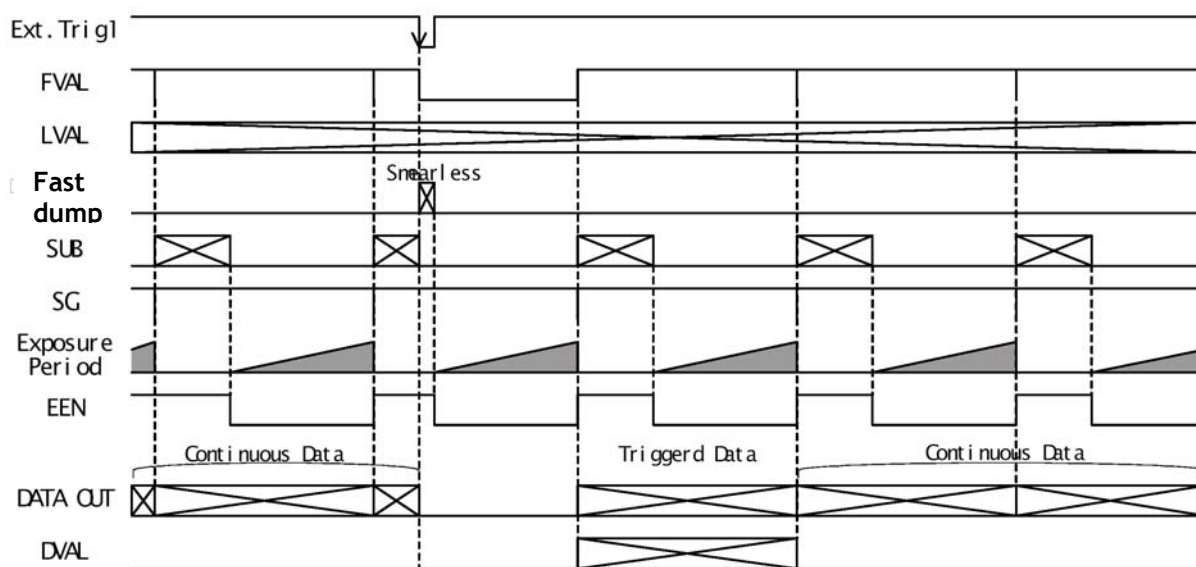 Ext. Trig1
FVAL
LVAL
Smearless
Fast
dump
SUB
SG
Exposure
Period
EEN
Continuous Data
Triggerd Data
Continuous Data
DATA OUT
DVAL